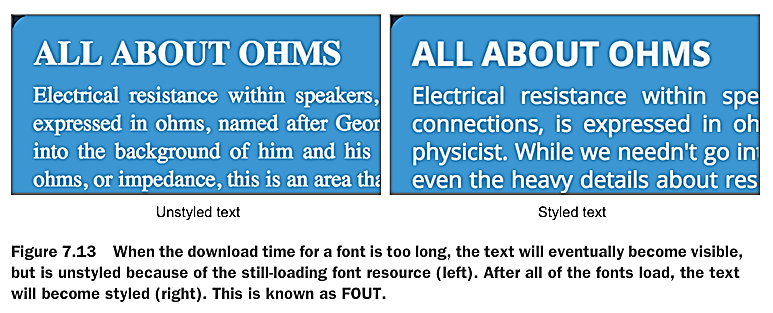 ALL ABOUT OHMS
Electrical resistance within speakers,
expressed in ohms, named after Geor
into the background of him and his
ohms, or impedance, this is an area tha
Unstyled text
ALL ABOUT OHMS
Electrical resistance within spe
connections, is expressed in oh
physicist. While we needn't go int
even the heavy details about res
Styled text
Figure 7.13 When the download time for a font is too long, the text will eventually become visible,
but is unstyled because of the still-loading font resource (left). After all of the fonts load, the text
will become styled (right). This is known as FOUT.